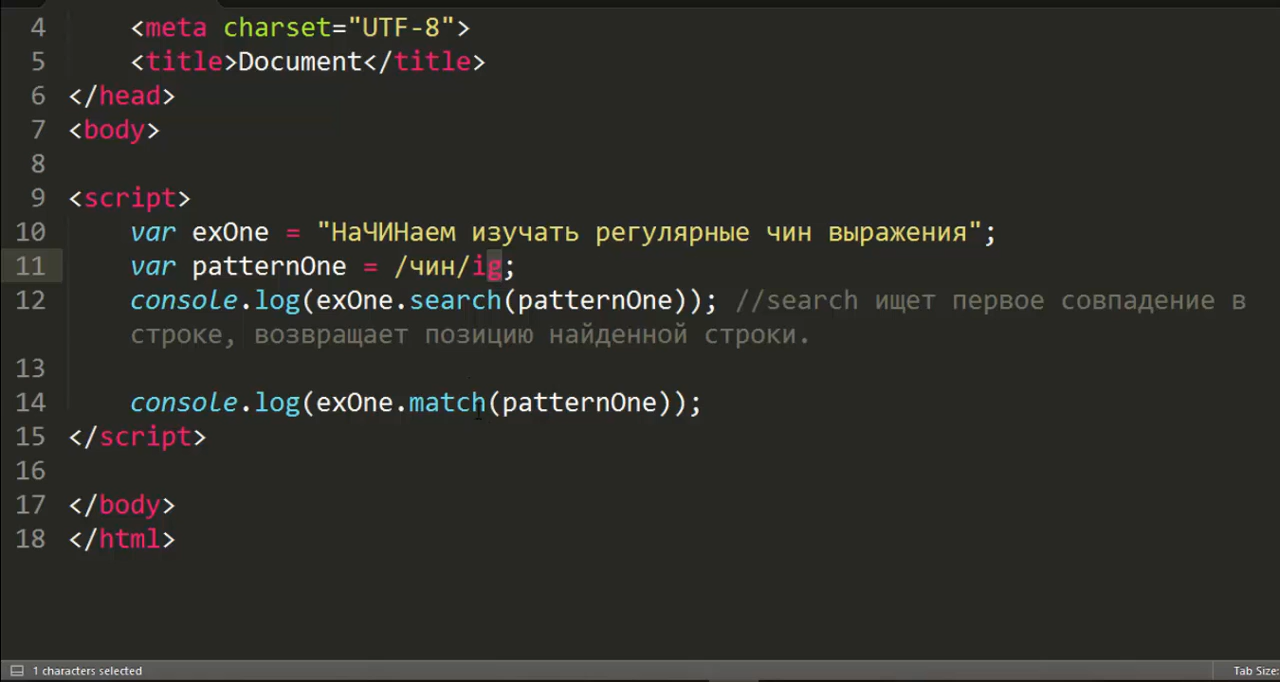 4 <meta charset="UTF-8">
5 <title>Document</title>
6 </head>
7 <body>
8
9 <script>
10 var exOne = "НаЧИНаем изучать регулярные чин выражения";
11 var patternOne = /чин/ig;
12 console.log(exOne.search(patternOne)); //search ищет первое совпадение в
строке, возвращает позицию найденной строки.
13
14 console.log(exOne.match(patternOne));
15 </script>
16
17 </body>
18 </html>
1 characters selected
Tab Size: